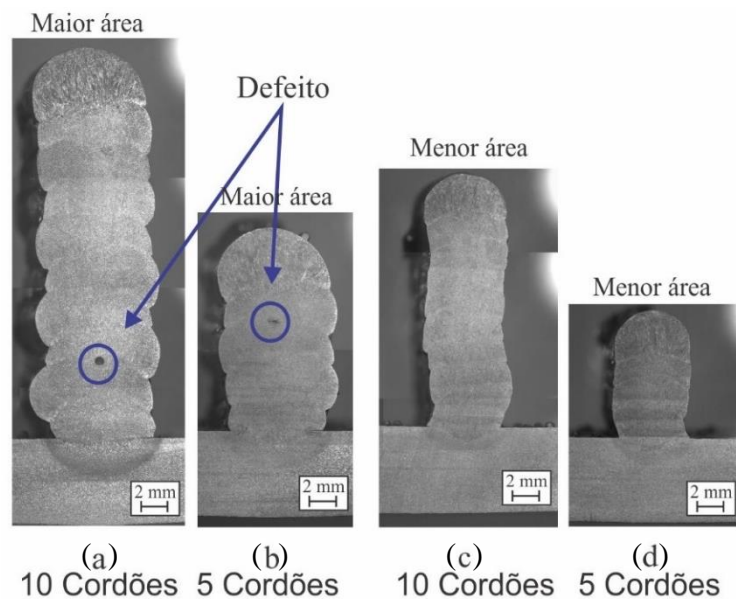 Maior área
Defeito
Maior área
Menor área
Menor área
2 mm
2 mm
2 mm
2 mm
(a)
(b)
(c)
(d)
10 Cordões
5 Cordões
10 Cordões
5 Cordões